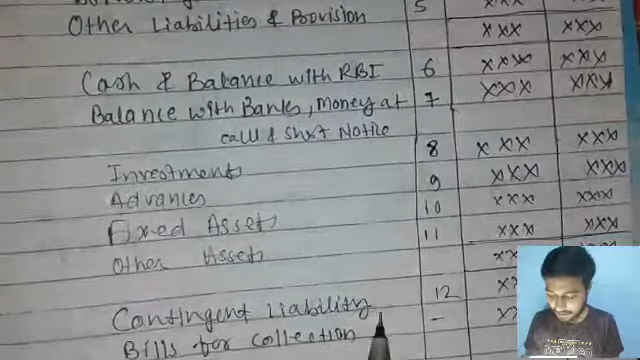 Other Liabilities & Provision 5
xxx xxx
Cash & Balance with RBI 6 xxx xxx
Balance with Banks, Money at 7 xxx xxx
call & Short Notice
Investments 8 xxx xxx
Advances 9 xxx xxx
Fixed Assets 10 xxx xxx
Other Assets 11 xxx xxx
Contingent Liability 12
Bills for collection -